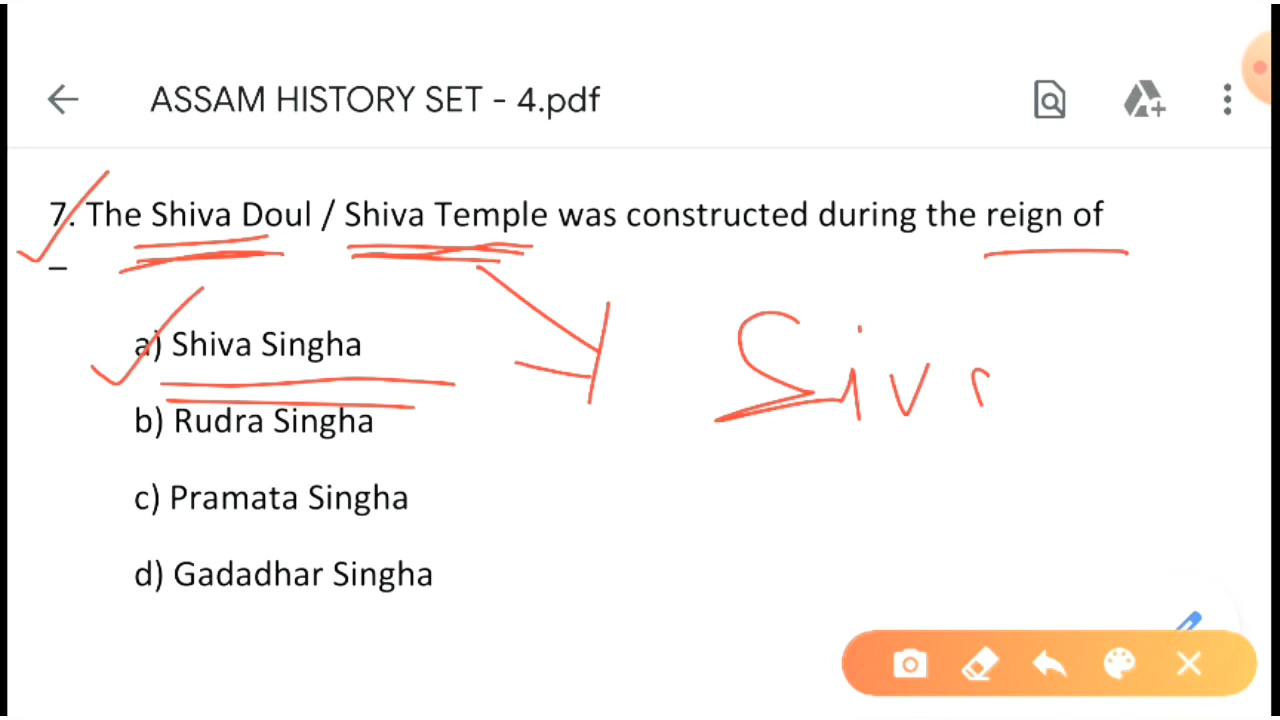 ASSAM HISTORY SET - 4.pdf
7. The Shiva Doul / Shiva Temple was constructed during the reign of
–
a) Shiva Singha
b) Rudra Singha
c) Pramata Singha
d) Gadadhar Singha
Siv